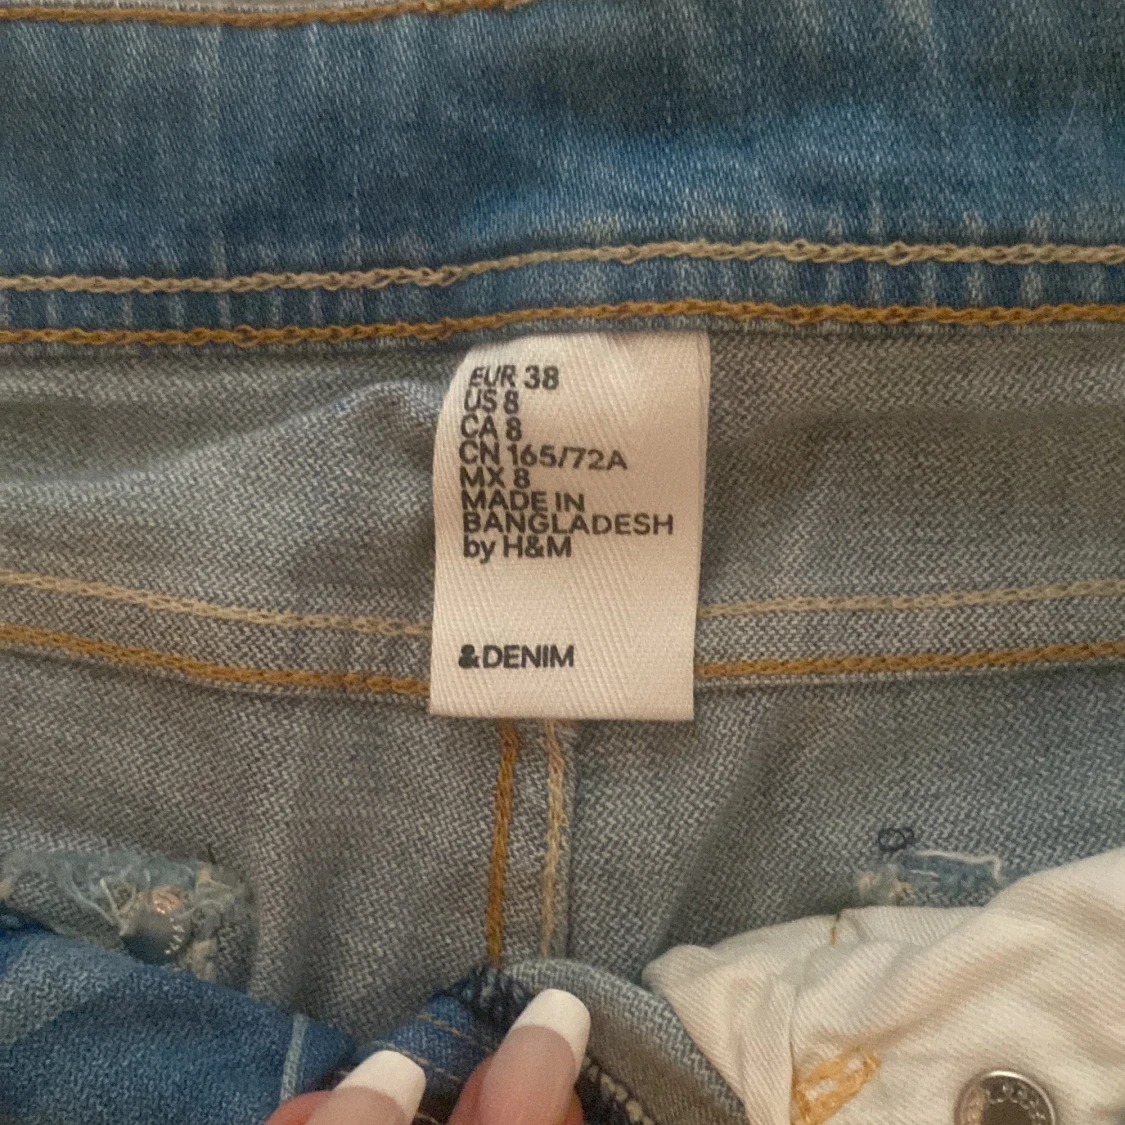 EUR 38
US 8
CA 8
CN 165/72A
MX 8
MADE IN
BANGLADESH
by H&M
&DENIM